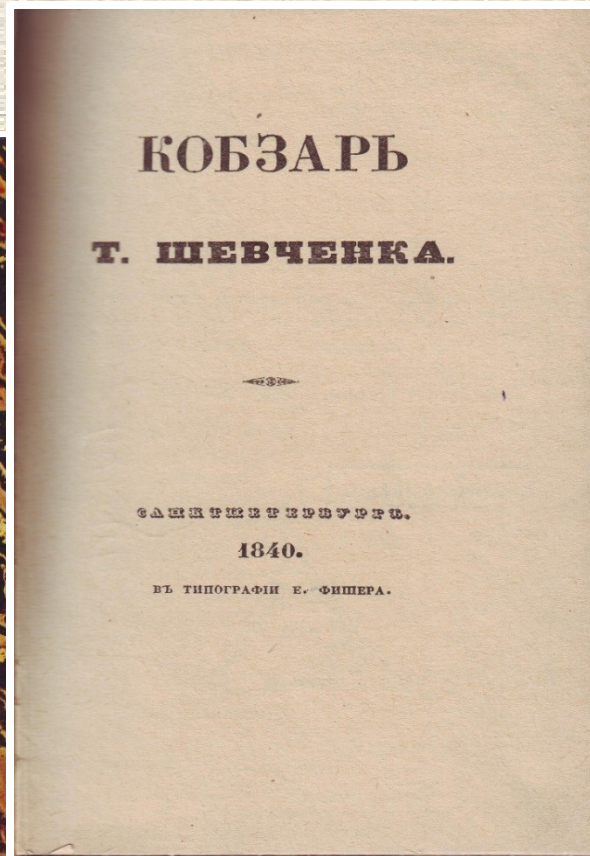 КОБЗАРЬ
Т. ШЕВЧЕНКА.
САНКТПЕТЕРБУРГЪ.
1840.
ВЪ ТИПОГРАФІИ Е. ФИШЕРА.